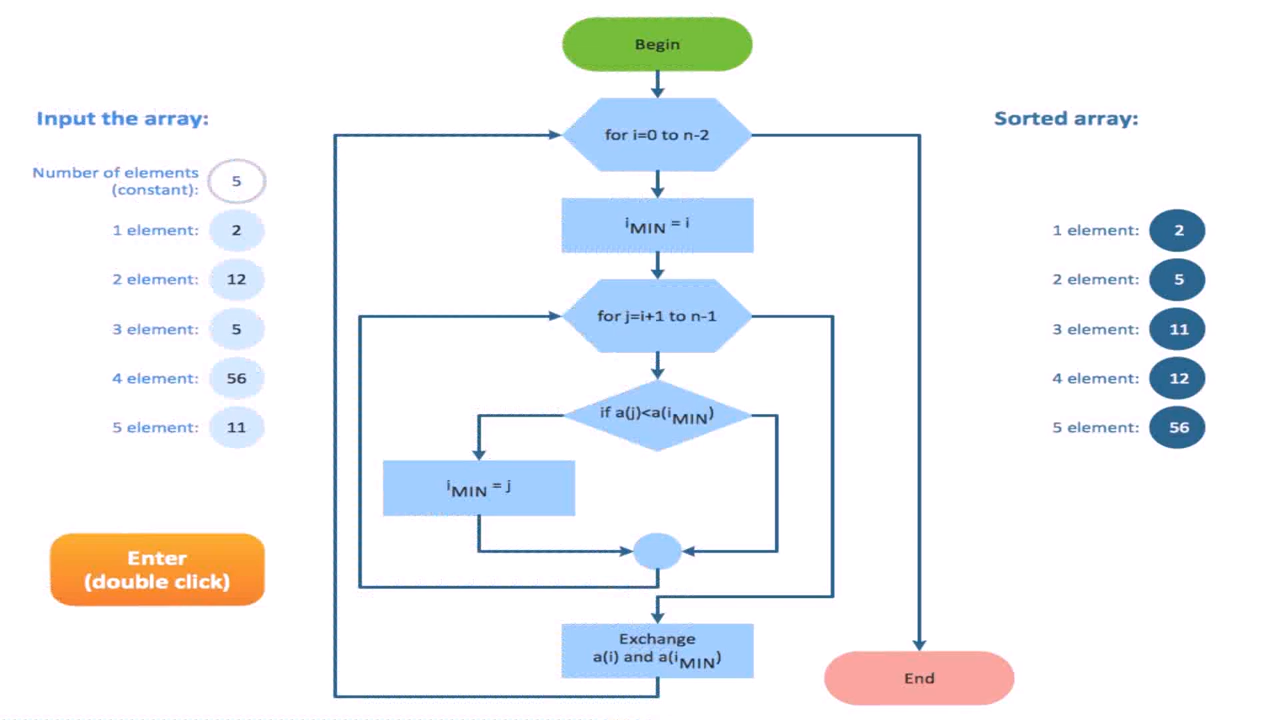 Begin
Input the array:
for i=0 to n-2
Sorted array:
Number of elements
(constant):
5
1 element: 2
2 element: 12
3 element: 5
4 element: 56
5 element: 11
iMIN = i
for j=i+1 to n-1
if a(j)<a(iMIN)
iMIN = j
1 element: 2
2 element: 5
3 element: 11
4 element: 12
5 element: 56
Enter
(double click)
Exchange
a(i) and a(iMIN)
End